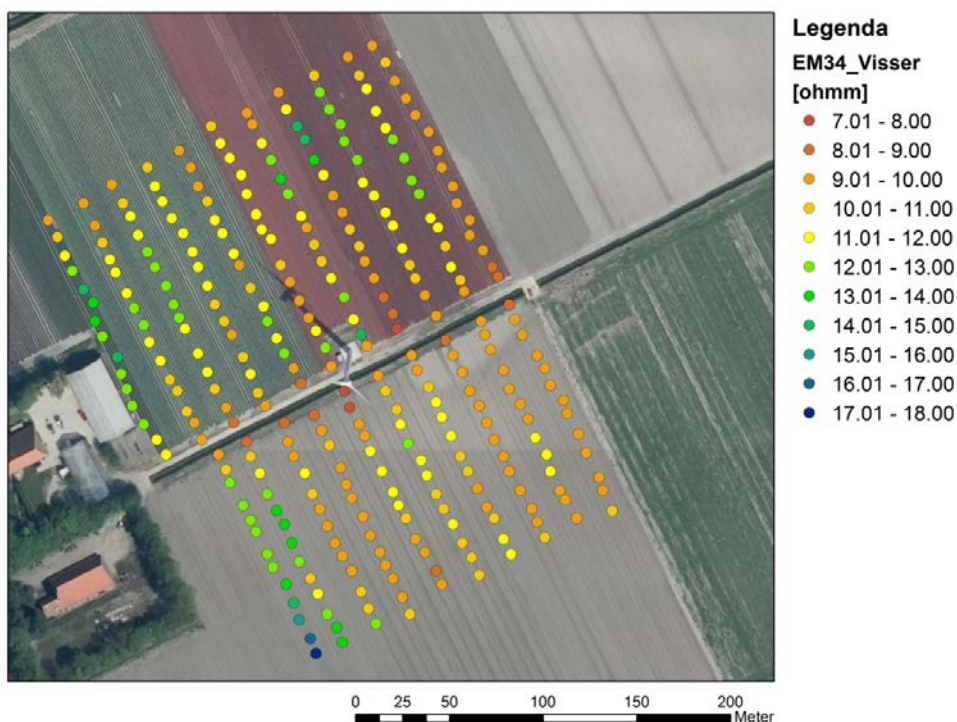 Legenda
EM34_Visser
[ohmm]
7.01 - 8.00
8.01 - 9.00
9.01 - 10.00
10.01 - 11.00
11.01 - 12.00
12.01 - 13.00
13.01 - 14.00
14.01 - 15.00
15.01 - 16.00
16.01 - 17.00
17.01 - 18.00
0 25 50 100 150 200
Meter